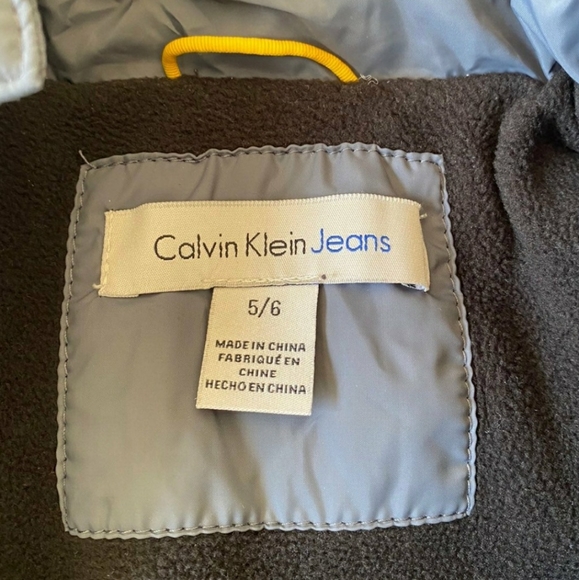 Calvin Klein Jeans
5/6
MADE IN CHINA
FABRIQUÉ EN
CHINE
HECHO EN CHINA